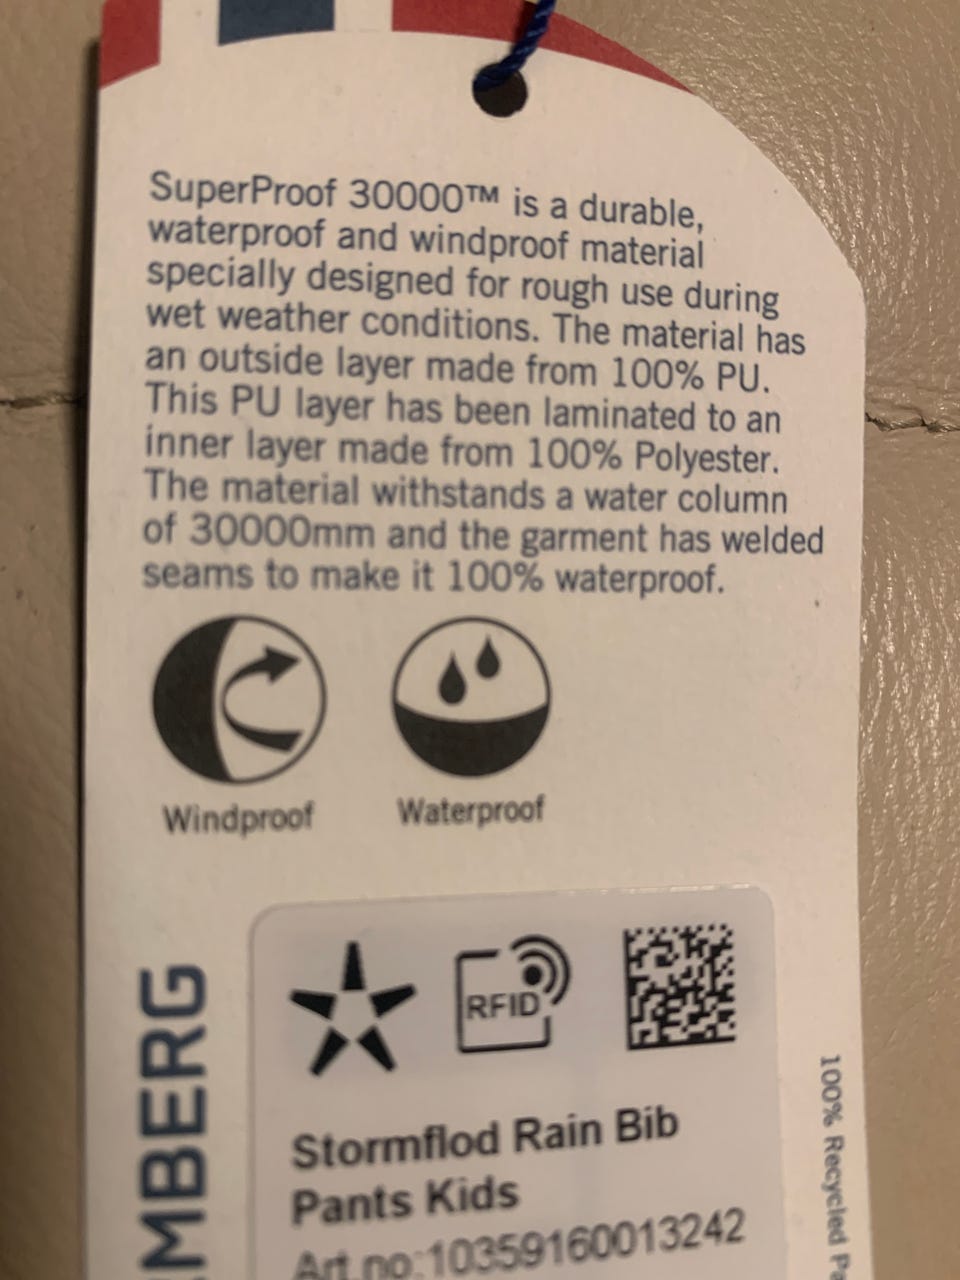 SuperProof 30000™ is a durable,
waterproof and windproof material
specially designed for rough use during
wet weather conditions. The material has
an outside layer made from 100% PU.
This PU layer has been laminated to an
inner layer made from 100% Polyester.
The material withstands a water column
of 30000mm and the garment has welded
seams to make it 100% waterproof.
Windproof
Waterproof
MBERG
RFID
Stormflod Rain Bib
Pants Kids
Art.no:10359160013242
100% Recycled Pa